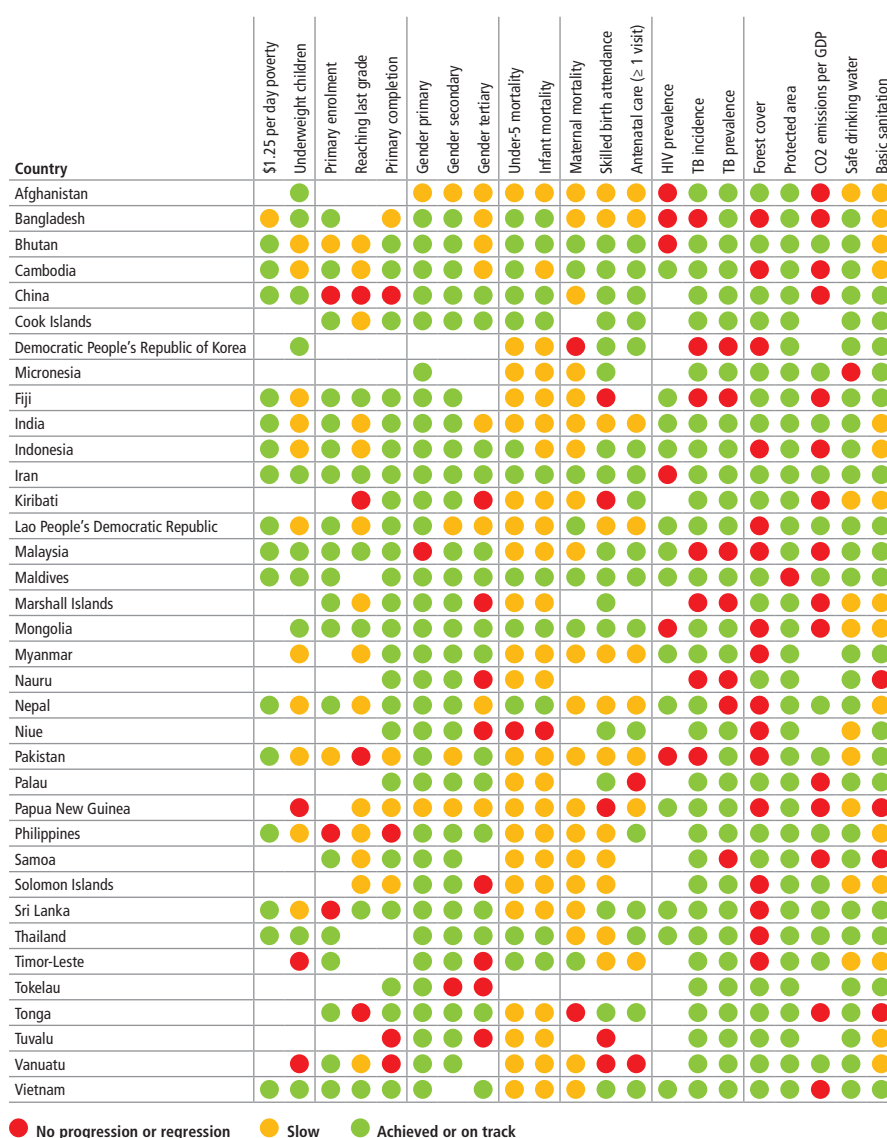 $1.25 per day poverty
Underweight children
Primary enrolment
Reaching last grade
Primary completion
Gender primary
Gender secondary
Gender tertiary
Under-5 mortality
Infant mortality
Maternal mortality
Skilled birth attendance
Antenatal care (≥ 1 visit)
HIV prevalence
TB incidence
TB prevalence
Forest cover
Protected area
CO2 emissions per GDP
Safe drinking water
Basic sanitation
Country
Afghanistan
Bangladesh
Bhutan
Cambodia
China
Cook Islands
Democratic People's Republic of Korea
Micronesia
Fiji
India
Indonesia
Iran
Kiribati
Lao People's Democratic Republic
Malaysia
Maldives
Marshall Islands
Mongolia
Myanmar
Nauru
Nepal
Niue
Pakistan
Palau
Papua New Guinea
Philippines
Samoa
Solomon Islands
Sri Lanka
Thailand
Timor-Leste
Tokelau
Tonga
Tuvalu
Vanuatu
Vietnam
No progression or regression Slow Achieved or on track